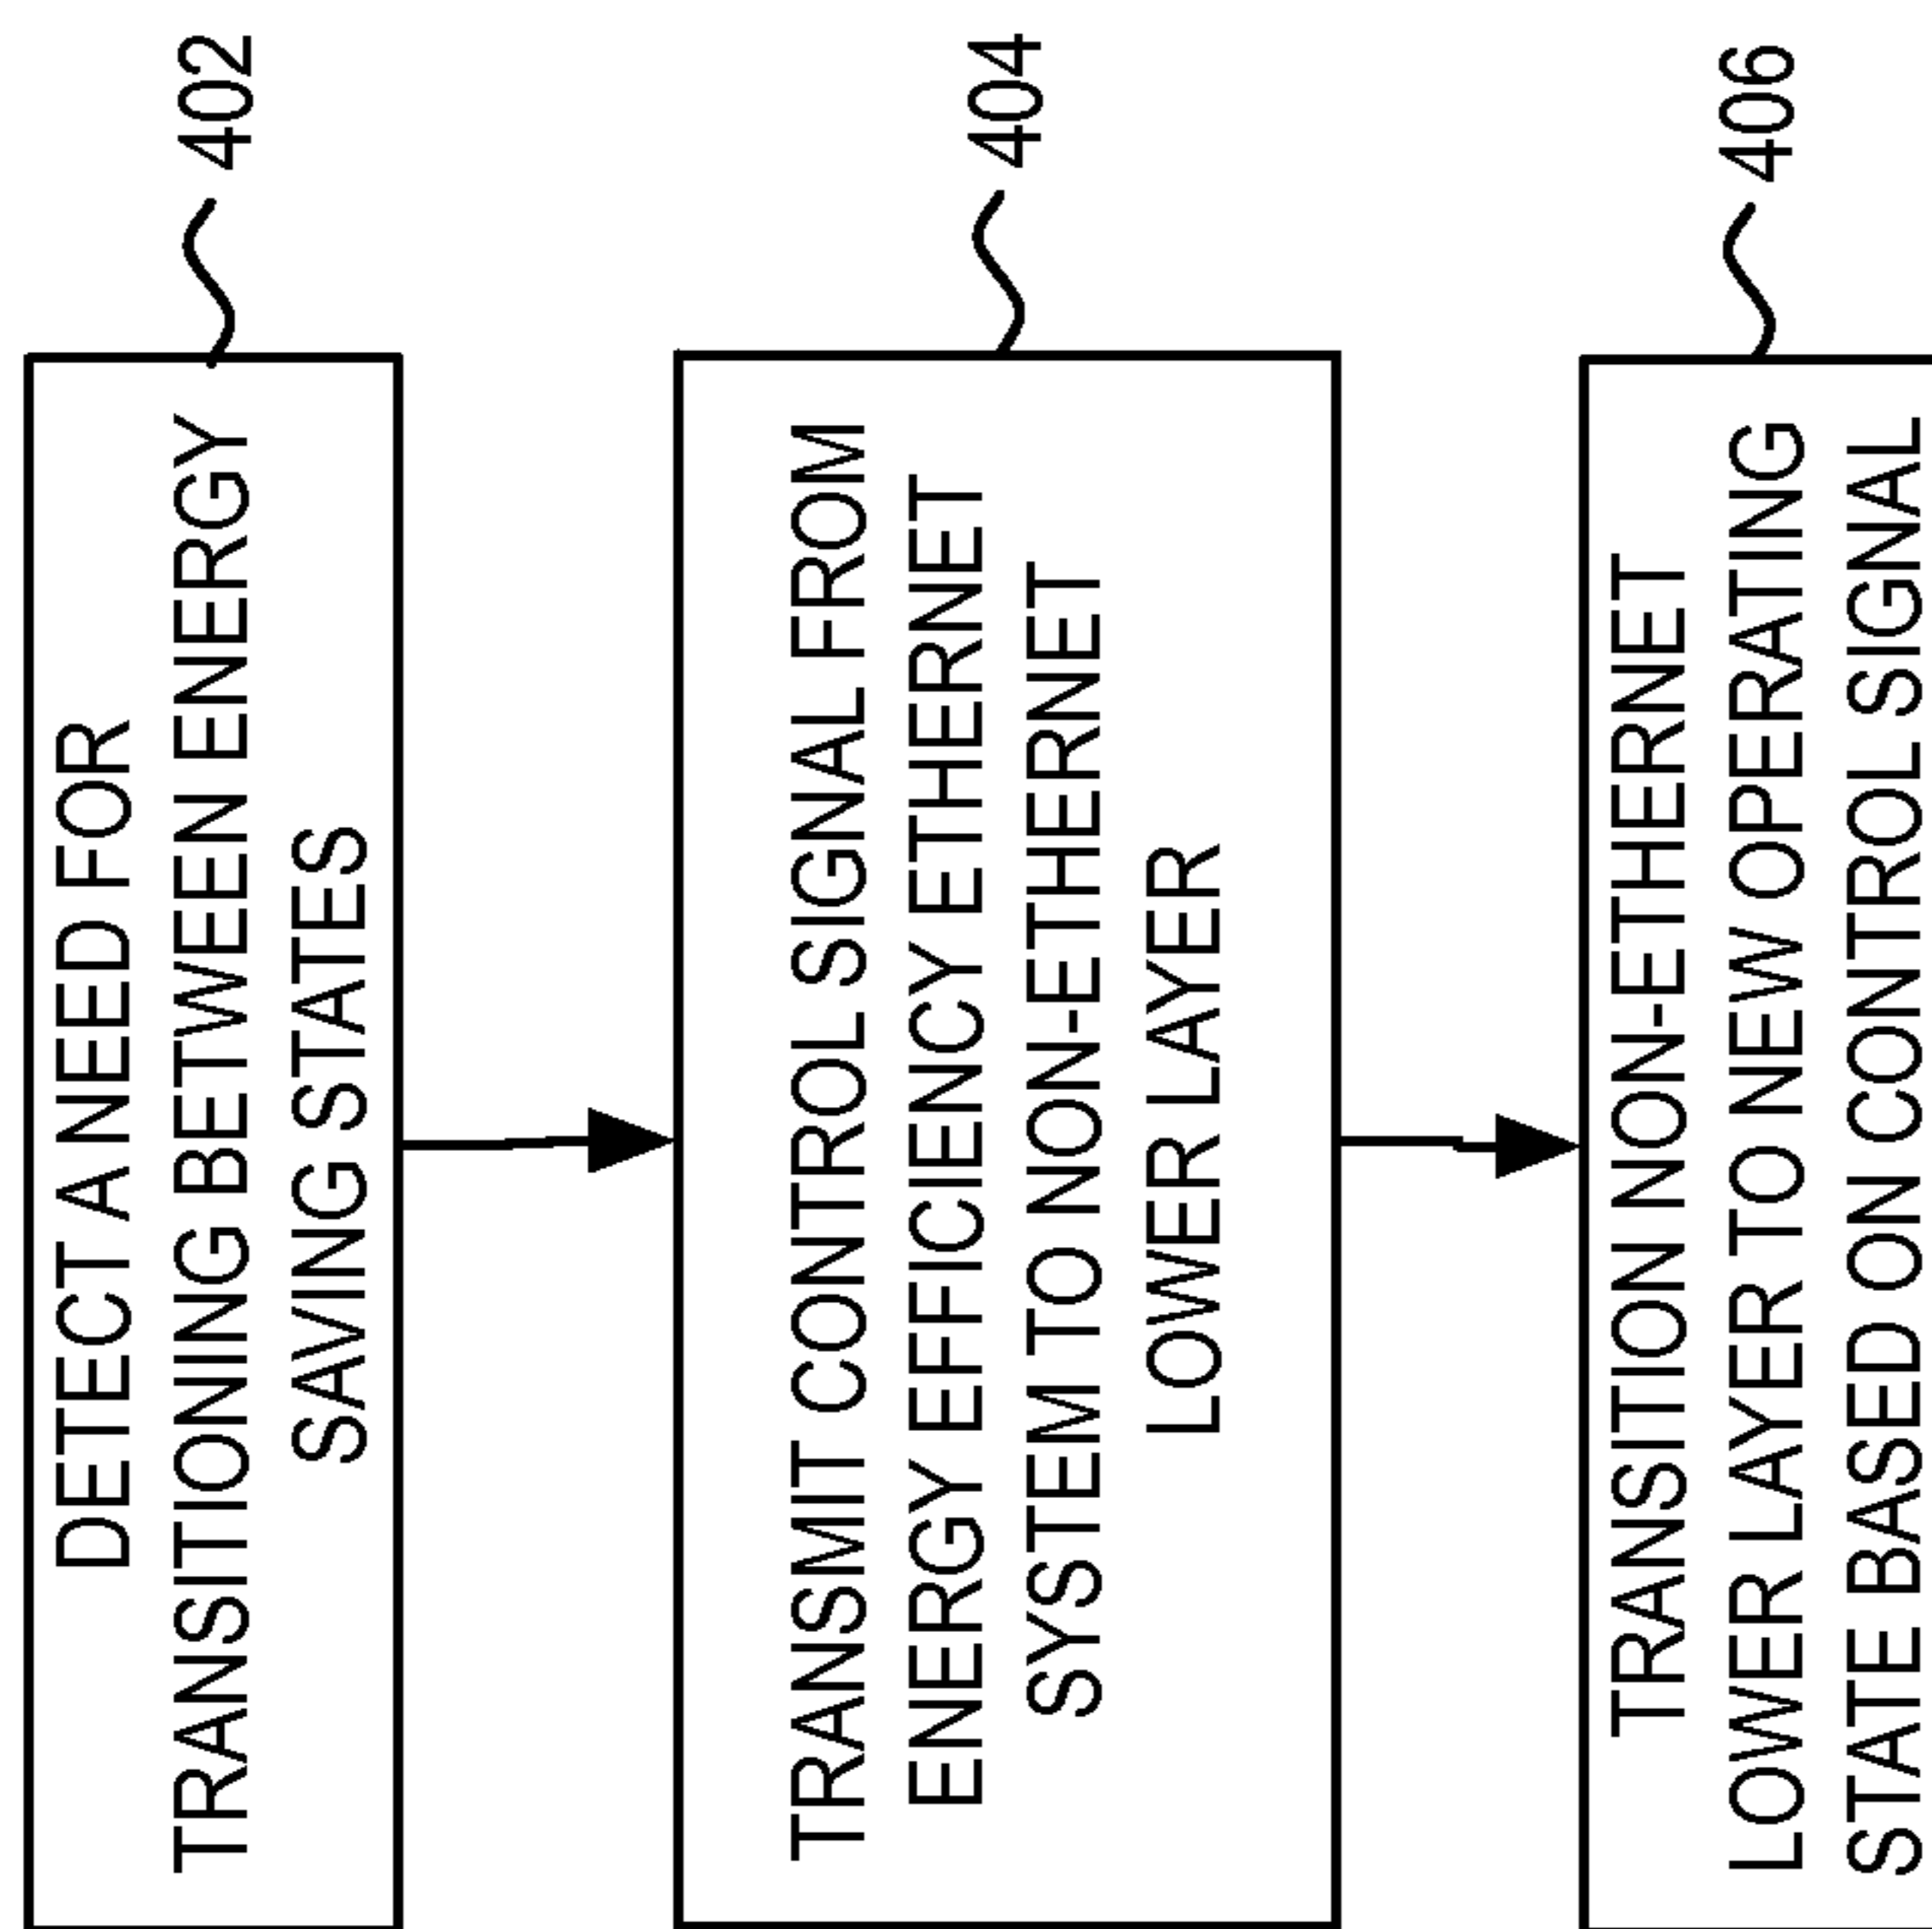 DETECT A NEED FOR
TRANSITIONING BETWEEN ENERGY
SAVING STATES
402
TRANSMIT CONTROL SIGNAL FROM
ENERGY EFFICIENCY ETHERNET
SYSTEM TO NON-ETHERNET
LOWER LAYER
404
TRANSITION NON-ETHERNET
LOWER LAYER TO NEW OPERATING
STATE BASED ON CONTROL SIGNAL
406